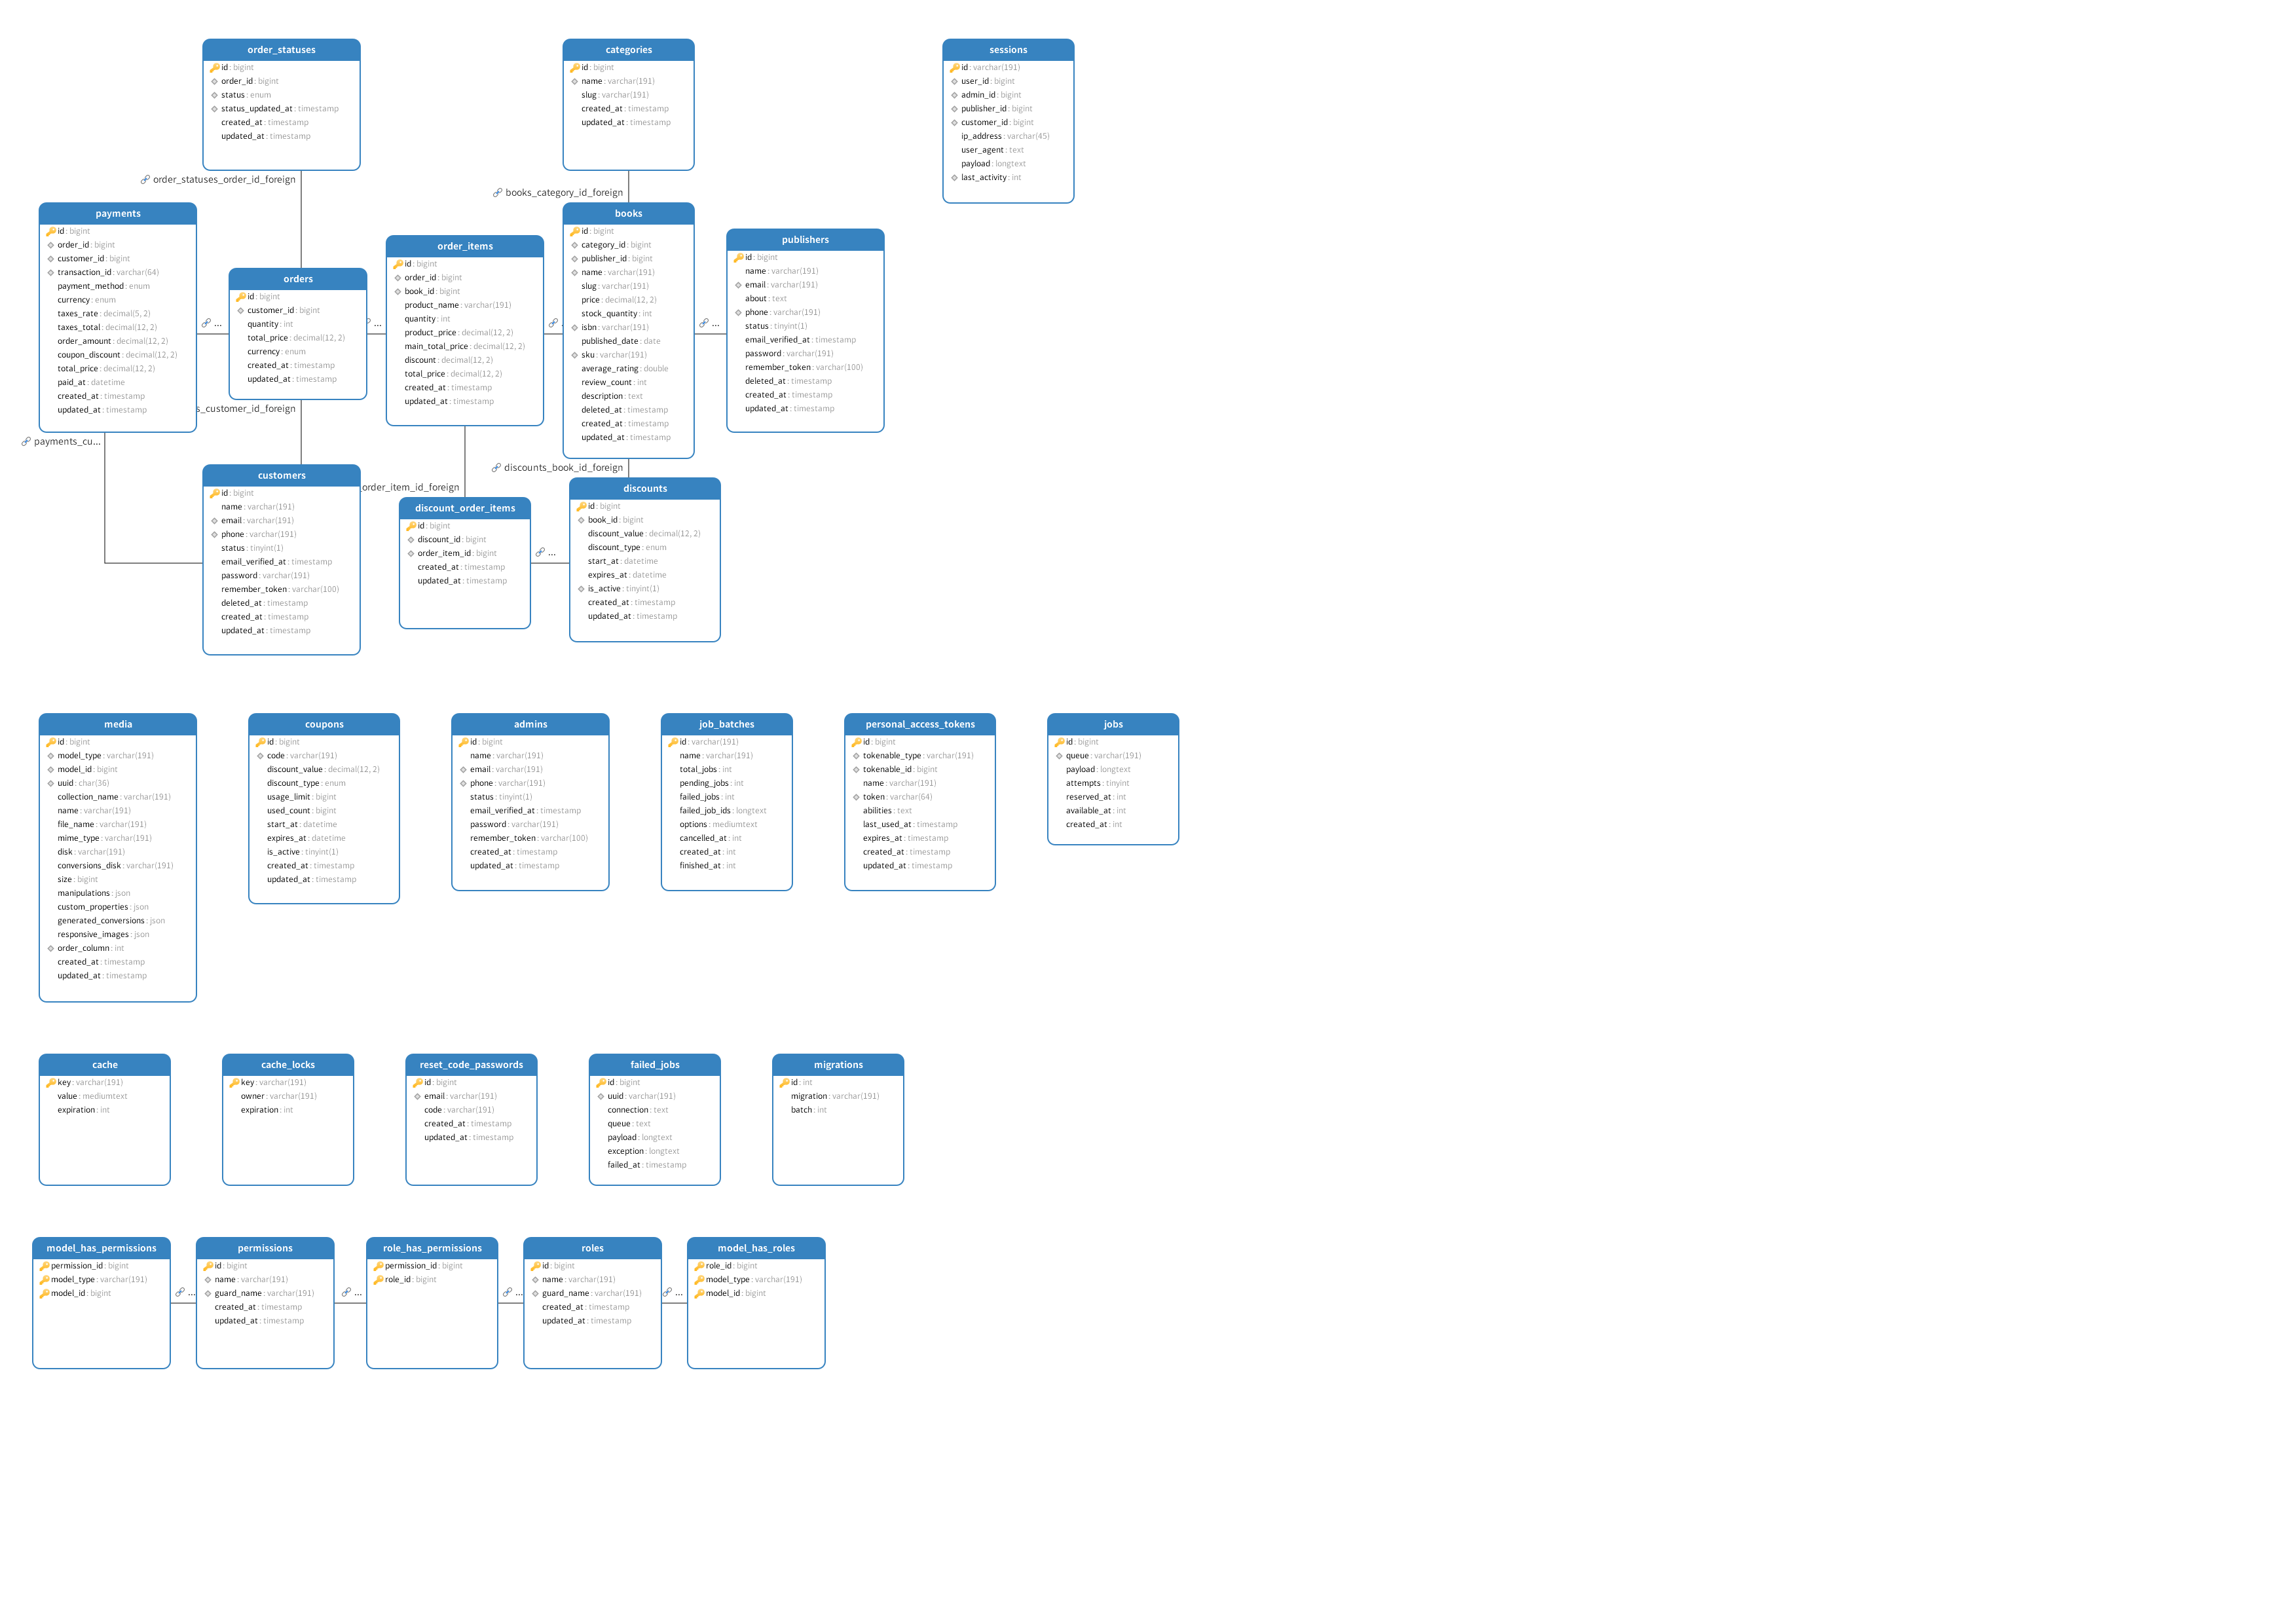 order_statuses
id : bigint
order_id : bigint
status : enum
status_updated_at : timestamp
created_at : timestamp
updated_at : timestamp
categories
id : bigint
name : varchar(191)
slug : varchar(191)
created_at : timestamp
updated_at : timestamp
sessions
id : varchar(191)
user_id : bigint
admin_id : bigint
publisher_id : bigint
customer_id : bigint
ip_address : varchar(45)
user_agent : text
payload : longtext
last_activity : int
order_statuses_order_id_foreign
books_category_id_foreign
payments
id : bigint
order_id : bigint
customer_id : bigint
transaction_id : varchar(64)
payment_method : enum
currency : enum
taxes_rate : decimal(5, 2)
taxes_total : decimal(12, 2)
order_amount : decimal(12, 2)
coupon_discount : decimal(12, 2)
total_price : decimal(12, 2)
paid_at : datetime
created_at : timestamp
updated_at : timestamp
...
orders
id : bigint
customer_id : bigint
quantity : int
total_price : decimal(12, 2)
currency : enum
created_at : timestamp
updated_at : timestamp
...
order_items
id : bigint
order_id : bigint
book_id : bigint
product_name : varchar(191)
quantity : int
product_price : decimal(12, 2)
main_total_price : decimal(12, 2)
discount : decimal(12, 2)
total_price : decimal(12, 2)
created_at : timestamp
updated_at : timestamp
books
id : bigint
category_id : bigint
publisher_id : bigint
name : varchar(191)
slug : varchar(191)
price : decimal(12, 2)
stock_quantity : int
isbn : varchar(191)
published_date : date
sku : varchar(191)
average_rating : double
review_count : int
description : text
deleted_at : timestamp
created_at : timestamp
updated_at : timestamp
...
publishers
id : bigint
name : varchar(191)
email : varchar(191)
about : text
phone : varchar(191)
status : tinyint(1)
email_verified_at : timestamp
password : varchar(191)
remember_token : varchar(100)
deleted_at : timestamp
created_at : timestamp
updated_at : timestamp
s_customer_id_foreign
payments_cu...
discounts_book_id_foreign
order_item_id_foreign
customers
id : bigint
name : varchar(191)
email : varchar(191)
phone : varchar(191)
status : tinyint(1)
email_verified_at : timestamp
password : varchar(191)
remember_token : varchar(100)
deleted_at : timestamp
created_at : timestamp
updated_at : timestamp
discount_order_items
id : bigint
discount_id : bigint
order_item_id : bigint
created_at : timestamp
updated_at : timestamp
...
discounts
id : bigint
book_id : bigint
discount_value : decimal(12, 2)
discount_type : enum
start_at : datetime
expires_at : datetime
is_active : tinyint(1)
created_at : timestamp
updated_at : timestamp
media
id : bigint
model_type : varchar(191)
model_id : bigint
uuid : char(36)
collection_name : varchar(191)
name : varchar(191)
file_name : varchar(191)
mime_type : varchar(191)
disk : varchar(191)
conversions_disk : varchar(191)
size : bigint
manipulations : json
custom_properties : json
generated_conversions : json
responsive_images : json
order_column : int
created_at : timestamp
updated_at : timestamp
coupons
id : bigint
code : varchar(191)
discount_value : decimal(12, 2)
discount_type : enum
usage_limit : bigint
used_count : bigint
start_at : datetime
expires_at : datetime
is_active : tinyint(1)
created_at : timestamp
updated_at : timestamp
admins
id : bigint
name : varchar(191)
email : varchar(191)
phone : varchar(191)
status : tinyint(1)
email_verified_at : timestamp
password : varchar(191)
remember_token : varchar(100)
created_at : timestamp
updated_at : timestamp
job_batches
id : varchar(191)
name : varchar(191)
total_jobs : int
pending_jobs : int
failed_jobs : int
failed_job_ids : longtext
options : mediumtext
cancelled_at : int
created_at : int
finished_at : int
personal_access_tokens
id : bigint
tokenable_type : varchar(191)
tokenable_id : bigint
name : varchar(191)
token : varchar(64)
abilities : text
last_used_at : timestamp
expires_at : timestamp
created_at : timestamp
updated_at : timestamp
jobs
id : bigint
queue : varchar(191)
payload : longtext
attempts : tinyint
reserved_at : int
available_at : int
created_at : int
cache
key : varchar(191)
value : mediumtext
expiration : int
cache_locks
key : varchar(191)
owner : varchar(191)
expiration : int
reset_code_passwords
id : bigint
email : varchar(191)
code : varchar(191)
created_at : timestamp
updated_at : timestamp
failed_jobs
id : bigint
uuid : varchar(191)
connection : text
queue : text
payload : longtext
exception : longtext
failed_at : timestamp
migrations
id : int
migration : varchar(191)
batch : int
model_has_permissions
permission_id : bigint
model_type : varchar(191)
model_id : bigint
...
permissions
id : bigint
name : varchar(191)
guard_name : varchar(191)
created_at : timestamp
updated_at : timestamp
...
role_has_permissions
permission_id : bigint
role_id : bigint
...
roles
id : bigint
name : varchar(191)
guard_name : varchar(191)
created_at : timestamp
updated_at : timestamp
...
model_has_roles
role_id : bigint
model_type : varchar(191)
model_id : bigint